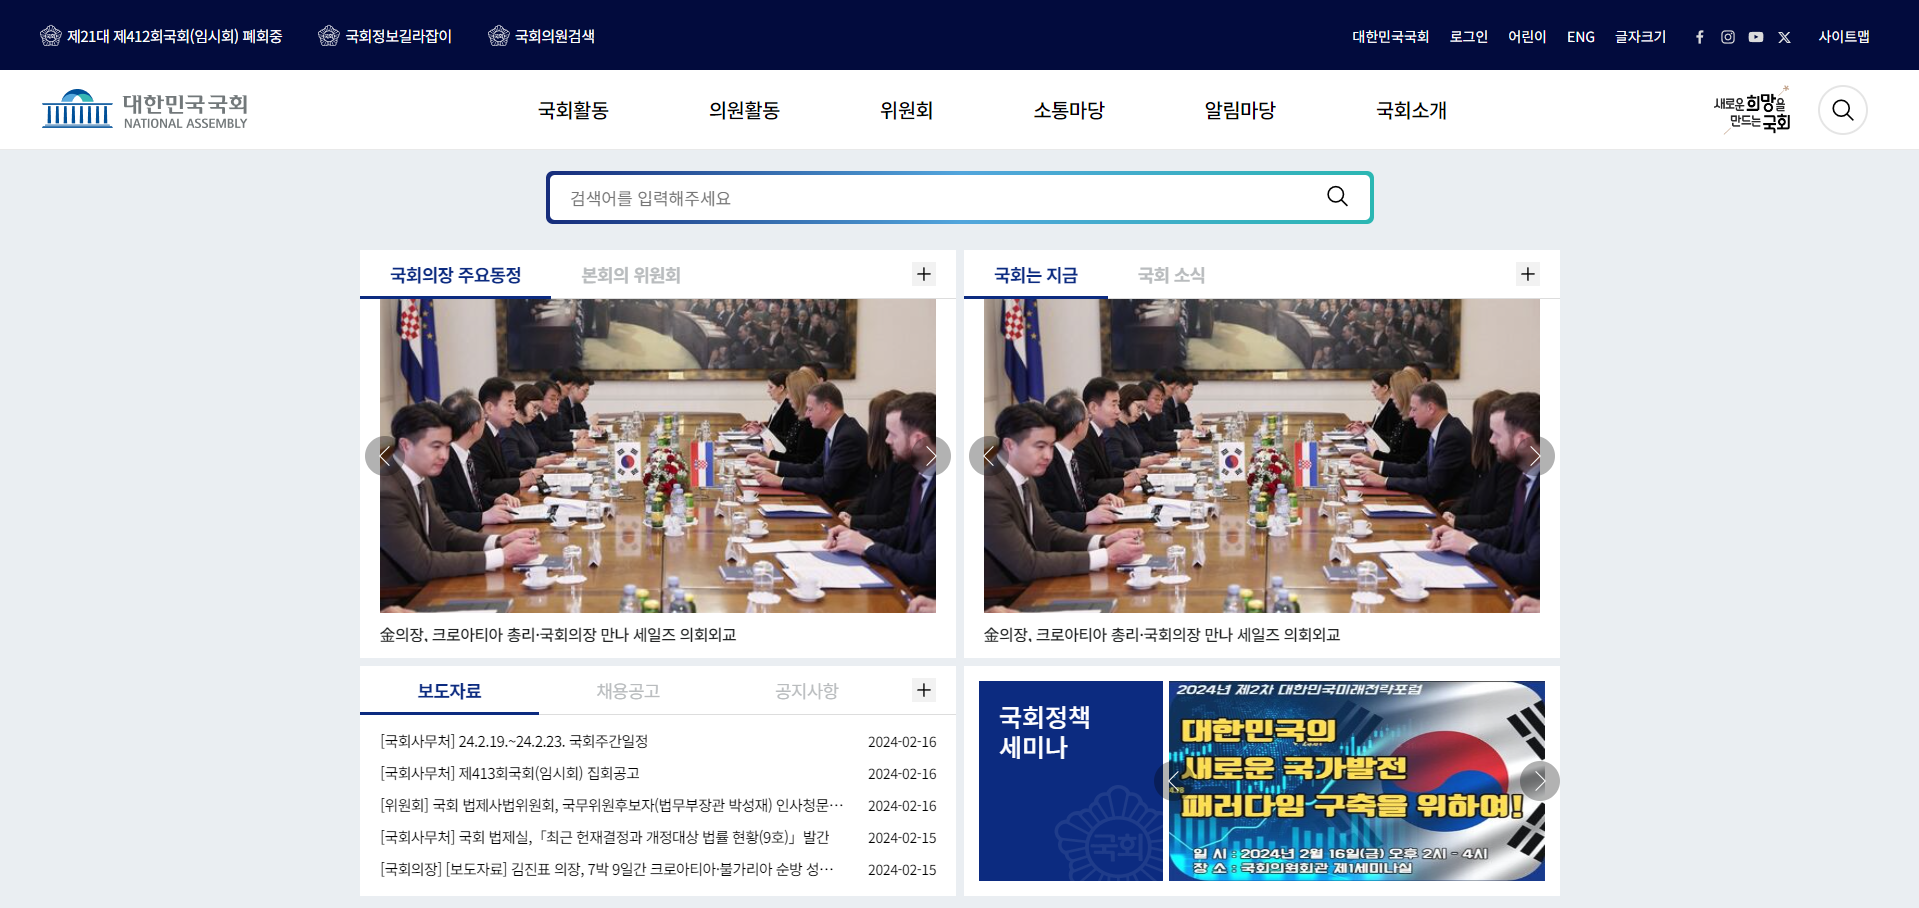 제21대 제412회국회(임시회) 폐회중
국회정보길라잡이
국회의원검색
대한민국국회
로그인
어린이
ENG
글자크기
사이트맵
대한민국국회
NATIONAL ASSEMBLY
국회활동
의원활동
위원회
소통마당
알림마당
국회소개
새로운 희망을
만드는 국회
검색어를 입력해주세요
국회의장 주요동정
본회의 위원회
국회는 지금
국회 소식
金의장, 크로아티아 총리·국회의장 만나 세일즈 의회외교
金의장, 크로아티아 총리·국회의장 만나 세일즈 의회외교
보도자료
채용공고
공지사항
[국회사무처] 24.2.19.~24.2.23. 국회주간일정 2024-02-16
[국회사무처] 제413회국회(임시회) 집회공고 2024-02-16
[위원회] 국회 법제사법위원회, 국무위원후보자(법무부장관 박성재) 인사청문… 2024-02-16
[국회사무처] 국회 법제실,「최근 헌재결정과 개정대상 법률 현황(9호)」발간 2024-02-15
[국회의장] [보도자료] 김진표 의장, 7박 9일간 크로아티아·불가리아 순방 성… 2024-02-15
국회정책
세미나
국회
2024년 제2차 대한민국미래전략포럼
대한민국의
새로운 국가발전
패러다임 구축을 위하여!
일 시 : 2024년 2월 16일(금) 오후 2시 - 4시
장 소 : 국회의원회관 제1세미나실